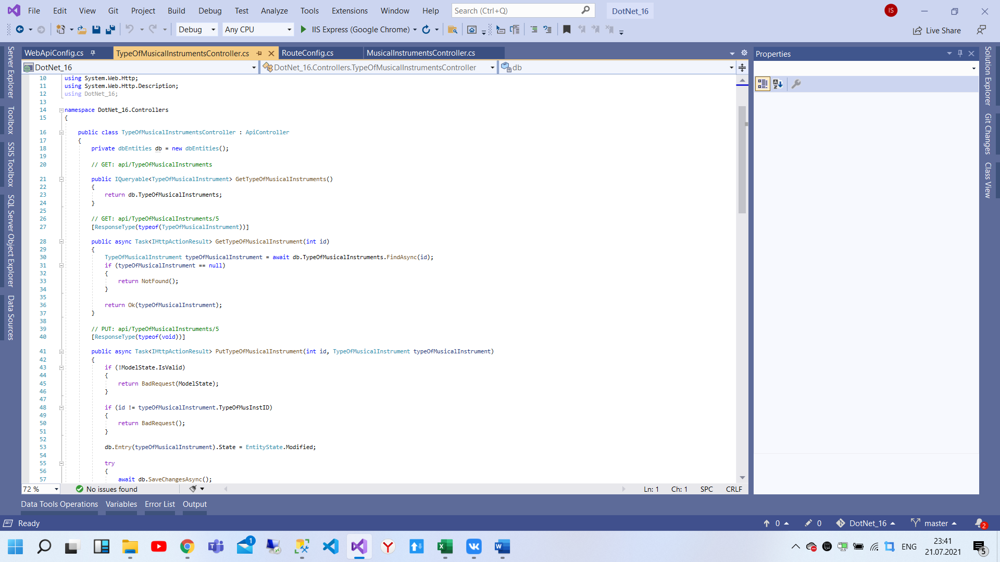 File Edit View Git Project Build Debug Test Analyze Tools Extensions Window Help Search (Ctrl+Q) DotNet_16 IS
Debug Any CPU IIS Express (Google Chrome) Live Share
WebApiConfig.cs TypeOfMusicalInstrumentsController.cs RouteConfig.cs MusicalInstrumentsController.cs
DotNet_16 DotNet_16.Controllers.TypeOfMusicalInstrumentsController db
Server Explorer
Toolbox
SSIS Toolbox
SQL Server Object Explorer
Data Sources
10 using System.Web.Http;
11 using System.Web.Http.Description;
12 using DotNet_16;
13
14 namespace DotNet_16.Controllers
15 {
16 public class TypeOfMusicalInstrumentsController : ApiController
17 {
18 private dbEntities db = new dbEntities();
19
20 // GET: api/TypeOfMusicalInstruments
21 public IQueryable<TypeOfMusicalInstrument> GetTypeOfMusicalInstruments()
22 {
23 return db.TypeOfMusicalInstruments;
24 }
25
26 // GET: api/TypeOfMusicalInstruments/5
27 [ResponseType(typeof(TypeOfMusicalInstrument))]
28 public async Task<IHttpActionResult> GetTypeOfMusicalInstrument(int id)
29 {
30 TypeOfMusicalInstrument typeOfMusicalInstrument = await db.TypeOfMusicalInstruments.FindAsync(id);
31 if (typeOfMusicalInstrument == null)
32 {
33 return NotFound();
34 }
35
36 return Ok(typeOfMusicalInstrument);
37 }
38
39 // PUT: api/TypeOfMusicalInstruments/5
40 [ResponseType(typeof(void))]
41 public async Task<IHttpActionResult> PutTypeOfMusicalInstrument(int id, TypeOfMusicalInstrument typeOfMusicalInstrument)
42 {
43 if (!ModelState.IsValid)
44 {
45 return BadRequest(ModelState);
46 }
47
48 if (id != typeOfMusicalInstrument.TypeOfMusInstID)
49 {
50 return BadRequest();
51 }
52
53 db.Entry(typeOfMusicalInstrument).State = EntityState.Modified;
54
55 try
56 {
57 await db.SaveChangesAsync();
Properties
Solution Explorer
Git Changes
Class View
72 % No issues found Ln: 1 Ch: 1 SPC CRLF
Data Tools Operations Variables Error List Output
Ready 0 0 DotNet_16 master 2
1 ENG 23:41
21.07.2021 5